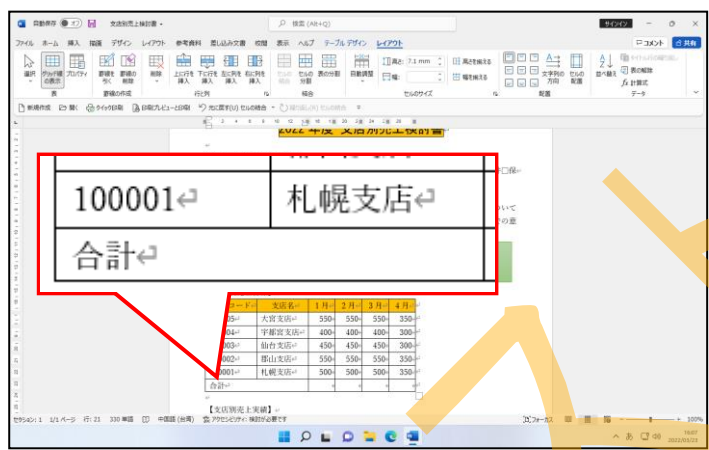 自動保存 オフ 支店別売上検討書 検索 (Alt+Q) サインイン
ファイル ホーム 挿入 描画 デザイン レイアウト 参考資料 差し込み文書 校閲 表示 ヘルプ テーブル デザイン レイアウト コメント 共有
選択 グリッド線の表示 プロパティ 罫線を引く 罫線の削除 削除 上に行を挿入 下に行を挿入 左に列を挿入 右に列を挿入 セルの結合 セルの分割 表の分割 自動調整 高さ: 7.1 mm 高さを揃える 幅: 幅を揃える 文字列の方向 セルの配置 並べ替え 表の解除 計算式
表 罫線の作成 行と列 結合 セルのサイズ 配置 データ
新規作成 開く クイック印刷 印刷プレビューと印刷 元に戻す(U) セルの結合
2022 年度 支店別売上検討書
100001
札幌支店
合計
ついて
の意
コード 支店名 1 月 2 月 3 月 4 月
大宮支店 550 550 550 350
宇都宮支店 400 400 400 300
仙台支店 450 450 450 300
郡山支店 550 550 550 350
札幌支店 500 500 500 350
合計
【支店別売上実績】
セクション: 1 1/1 ページ 行: 21 330 単語 中国語 (台湾) アクセシビリティ: 検討が必要です フォーカス 100%
あ 16:07
2022/03/23